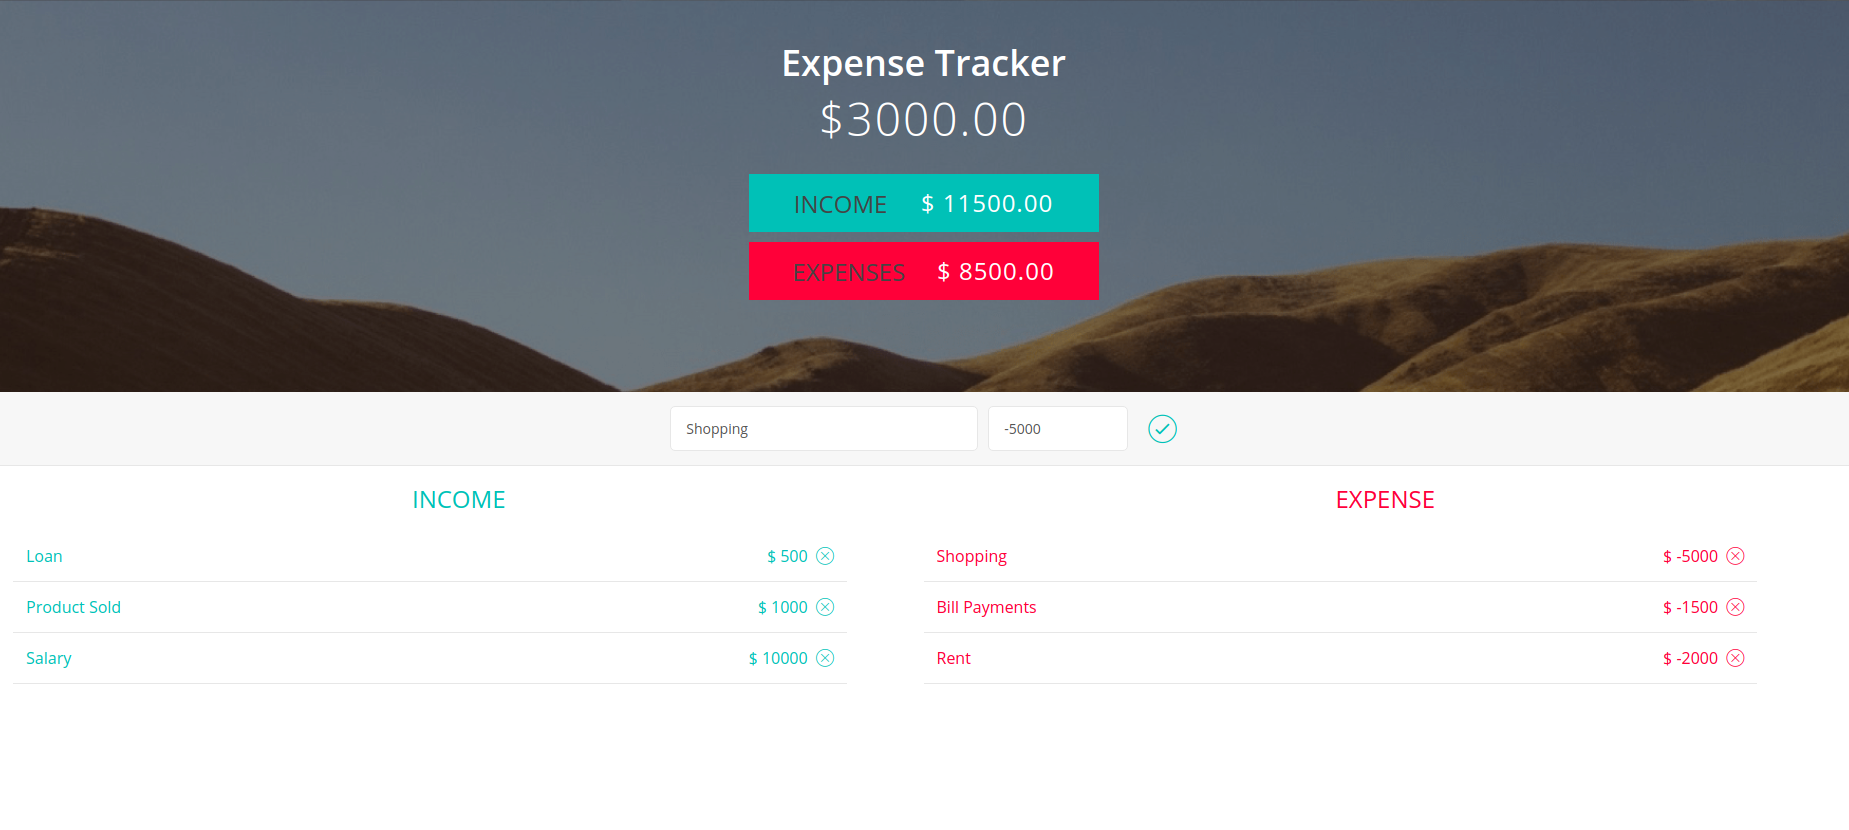 Expense Tracker
$3000.00
INCOME $ 11500.00
EXPENSES $ 8500.00
Shopping -5000
INCOME
Loan $ 500
Product Sold $ 1000
Salary $ 10000
EXPENSE
Shopping $ -5000
Bill Payments $ -1500
Rent $ -2000